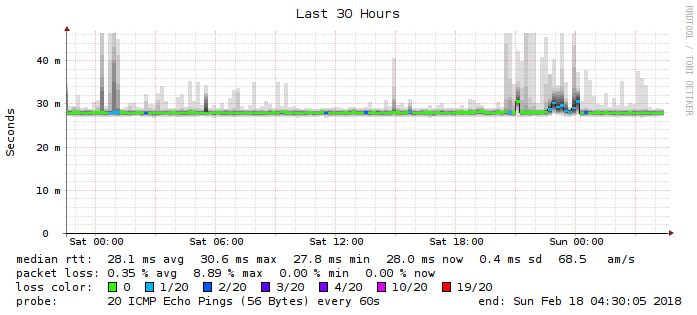 Last 30 Hours
RRDTOOL / TOBI OETIKER
Seconds
40 m
30 m
20 m
10 m
0
Sat 00:00 Sat 06:00 Sat 12:00 Sat 18:00 Sun 00:00
median rtt: 28.1 ms avg 30.6 ms max 27.8 ms min 28.0 ms now 0.4 ms sd 68.5 am/s
packet loss: 0.35 % avg 8.89 % max 0.00 % min 0.00 % now
loss color: 0 1/20 2/20 3/20 4/20 10/20 19/20
probe: 20 ICMP Echo Pings (56 Bytes) every 60s end: Sun Feb 18 04:30:05 2018